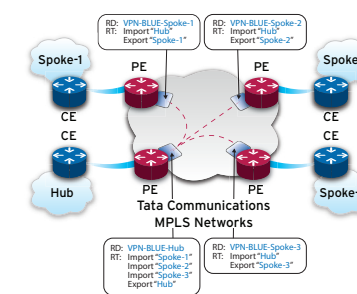 RD: VPN-BLUE-Spoke-1
RT: Import "Hub"
Export "Spoke-1"
RD: VPN-BLUE-Spoke-2
RT: Import "Hub"
Export "Spoke-2"
Spoke-1
PE
PE
Spoke
CE
CE
CE
CE
Hub
PE
PE
Spoke-
Tata Communications
MPLS Networks
RD: VPN-BLUE-Hub
RT: Import "Spoke-1"
Import "Spoke-2"
Import "Spoke-3"
Export "Hub"
RD: VPN-BLUE-Spoke-3
RT: Import "Hub"
Export "Spoke-3"